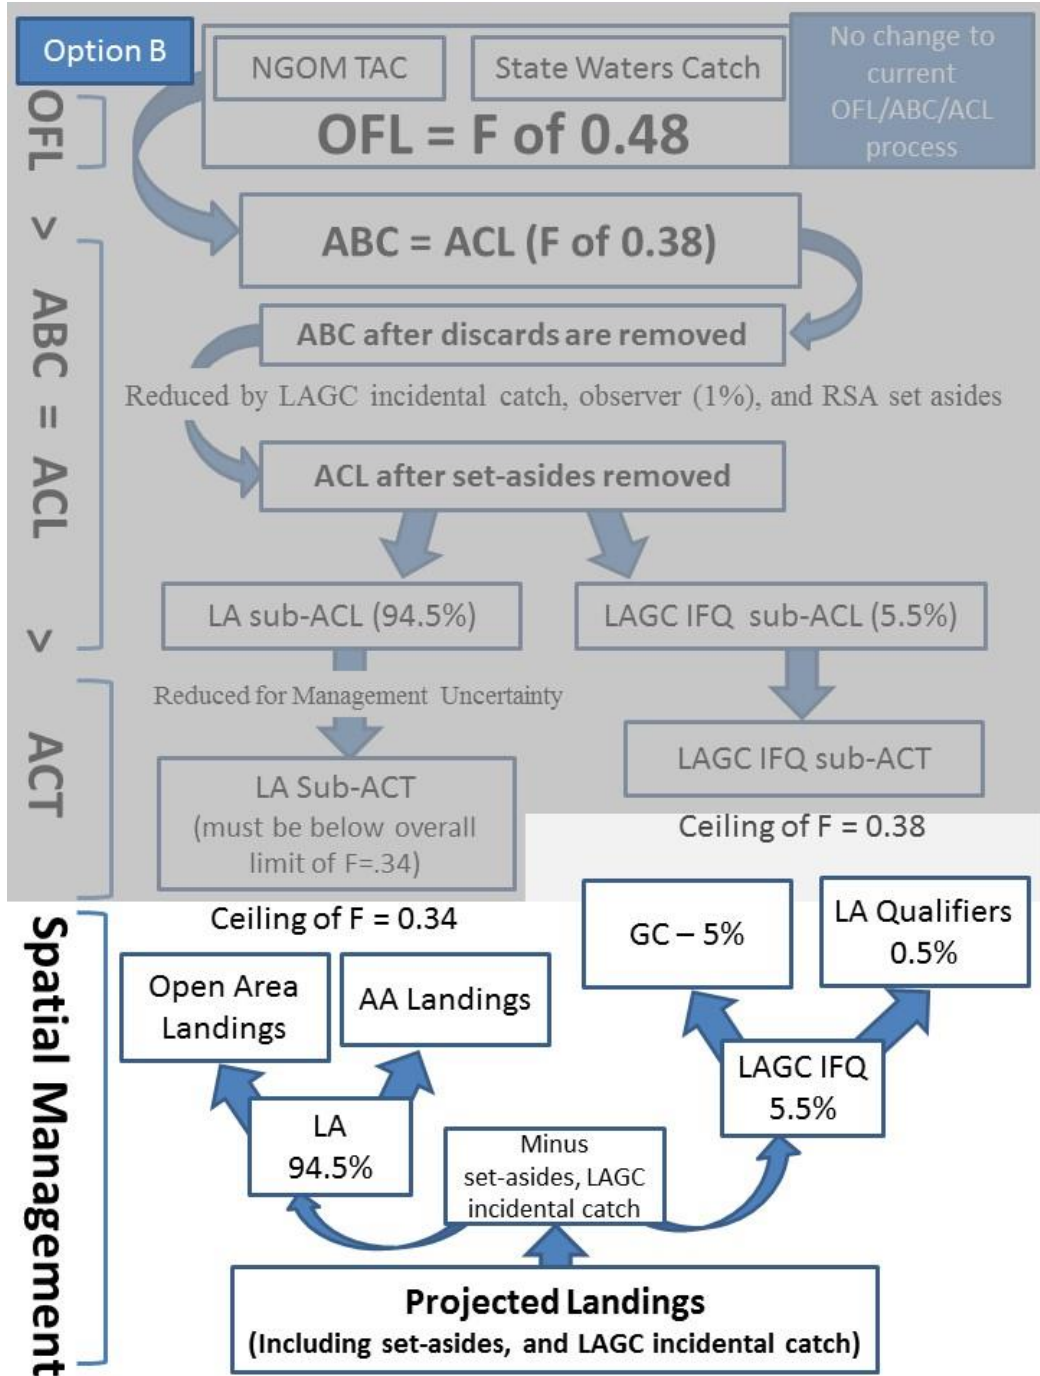 Option B
NGOM TAC
State Waters Catch
No change to
current
OFL/ABC/ACL
process
OFL = F of 0.48
OFL
>
ABC = ACL (F of 0.38)
ABC after discards are removed
Reduced by LAGC incidental catch, observer (1%), and RSA set asides
ACL after set-asides removed
ABC = ACL
LA sub-ACL (94.5%)
LAGC IFQ sub-ACL (5.5%)
>
Reduced for Management Uncertainty
ACT
LA Sub-ACT
(must be below overall
limit of F=.34)
LAGC IFQ sub-ACT
Ceiling of F = 0.38
Ceiling of F = 0.34
GC – 5%
LA Qualifiers
0.5%
Spatial Management
Open Area
Landings
AA Landings
LAGC IFQ
5.5%
LA
94.5%
Minus
set-asides, LAGC
incidental catch
Projected Landings
(Including set-asides, and LAGC incidental catch)